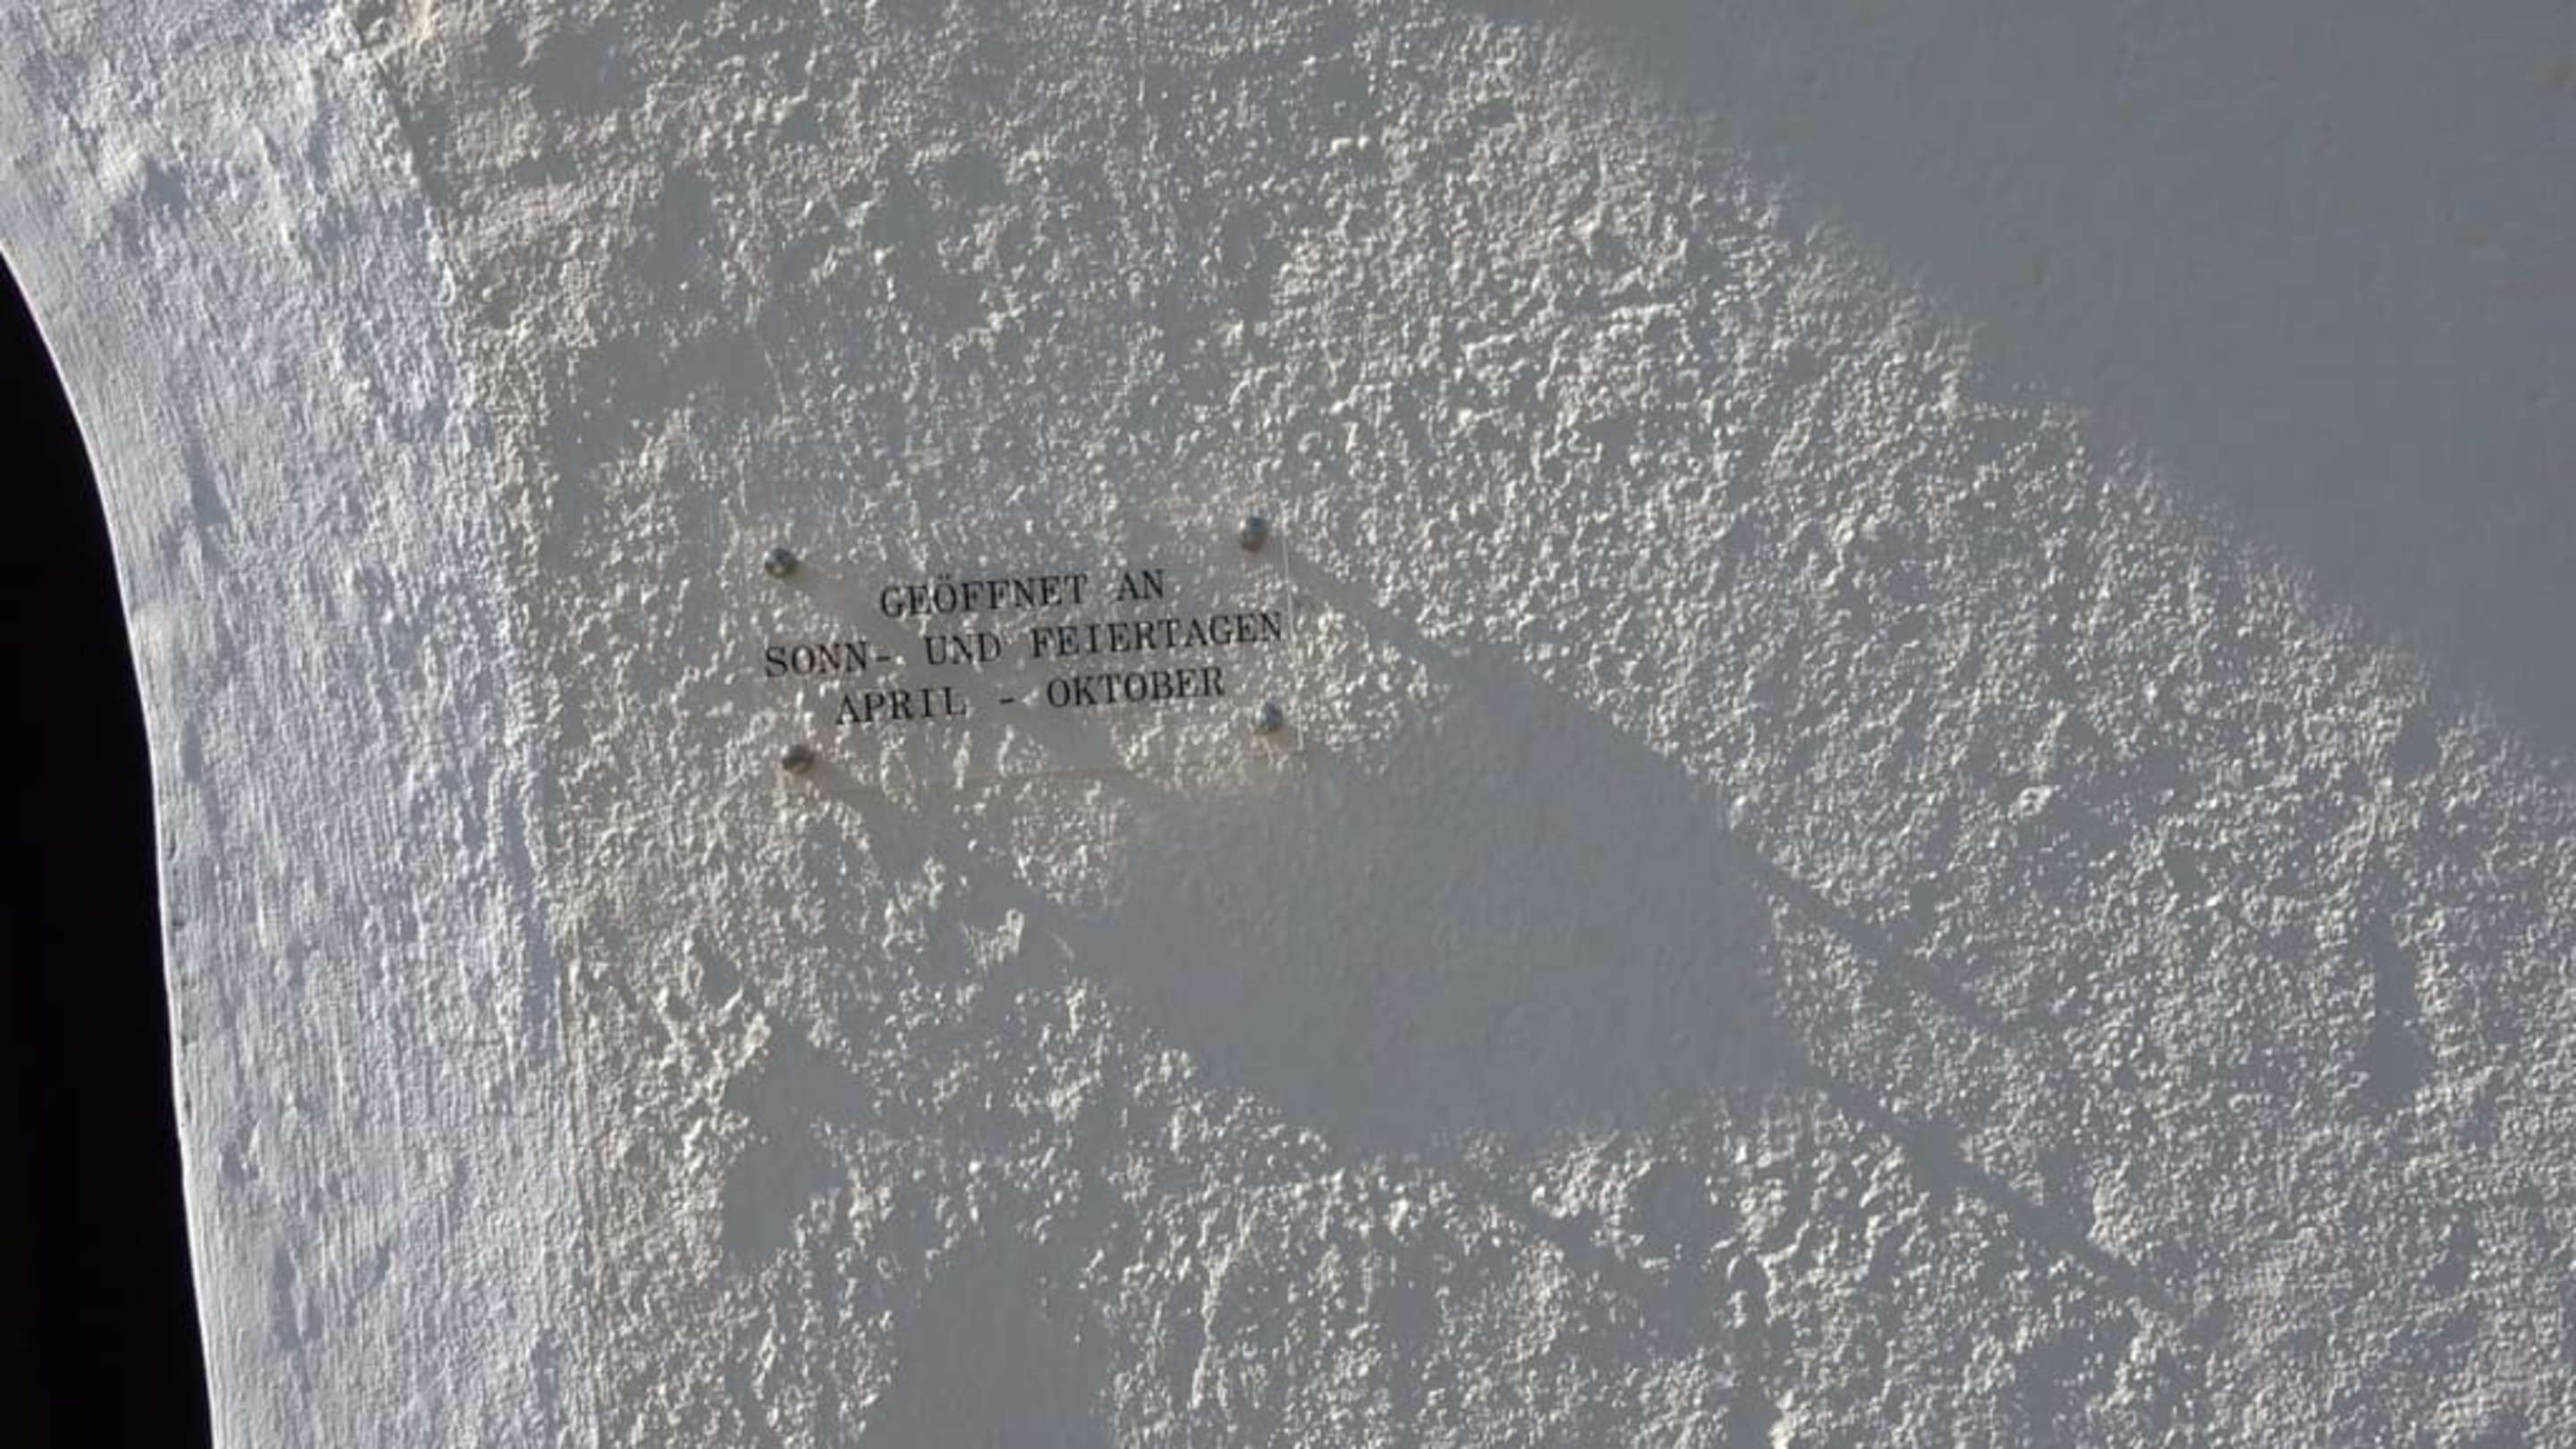 GEÖFFNET AN
SONN- UND FEIERTAGEN
APRIL - OKTOBER